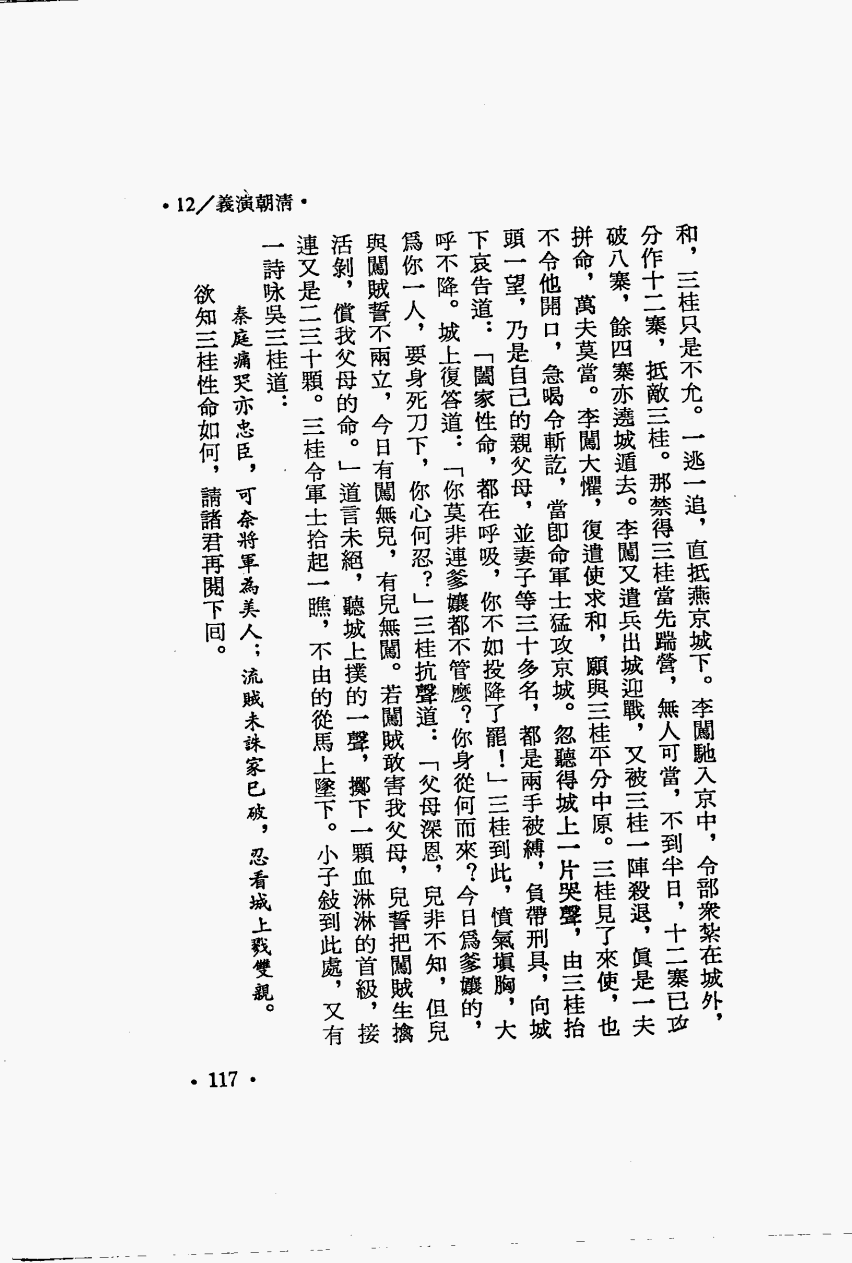 •12／義演朝清•
和，三桂只是不允。一逃一追，直抵燕京城下。李闖馳入京中，令部衆紮在城外，
分作十二寨，抵敵三桂。那禁得三桂當先踹營，無人可當，不到半日，十二寨已攻
破八寨，餘四寨亦遶城遁去。李闖又遣兵出城迎戰，又被三桂一陣殺退，眞是一夫
拼命，萬夫莫當。李闖大懼，復遣使求和，願與三桂平分中原。三桂見了來使，也
不令他開口，急喝令斬訖，當卽命軍士猛攻京城。忽聽得城上一片哭聲，由三桂抬
頭一望，乃是自己的親父母，並妻子等三十多名，都是兩手被縛，負帶刑具，向城
下哀告道：「闔家性命，都在呼吸，你不如投降了罷！」三桂到此，憤氣塡胸，大
呼不降。城上復答道：「你莫非連爹孃都不管麼？你身從何而來？今日爲爹孃的，
爲你一人，要身死刀下，你心何忍？」三桂抗聲道：「父母深恩，兒非不知，但兒
與闖賊誓不兩立，今日有闖無兒，有兒無闖。若闖賊敢害我父母，兒誓把闖賊生擒
活剝，償我父母的命。」道言未絕，聽城上撲的一聲，擲下一顆血淋淋的首級，接
連又是二三十顆。三桂令軍士拾起一瞧，不由的從馬上墜下。小子敍到此處，又有
一詩咏吳三桂道：
秦庭痛哭亦忠臣，可奈將軍為美人；流賊未誅家已破，忍看城上戮雙親。
欲知三桂性命如何，請諸君再閱下囘。
•117•